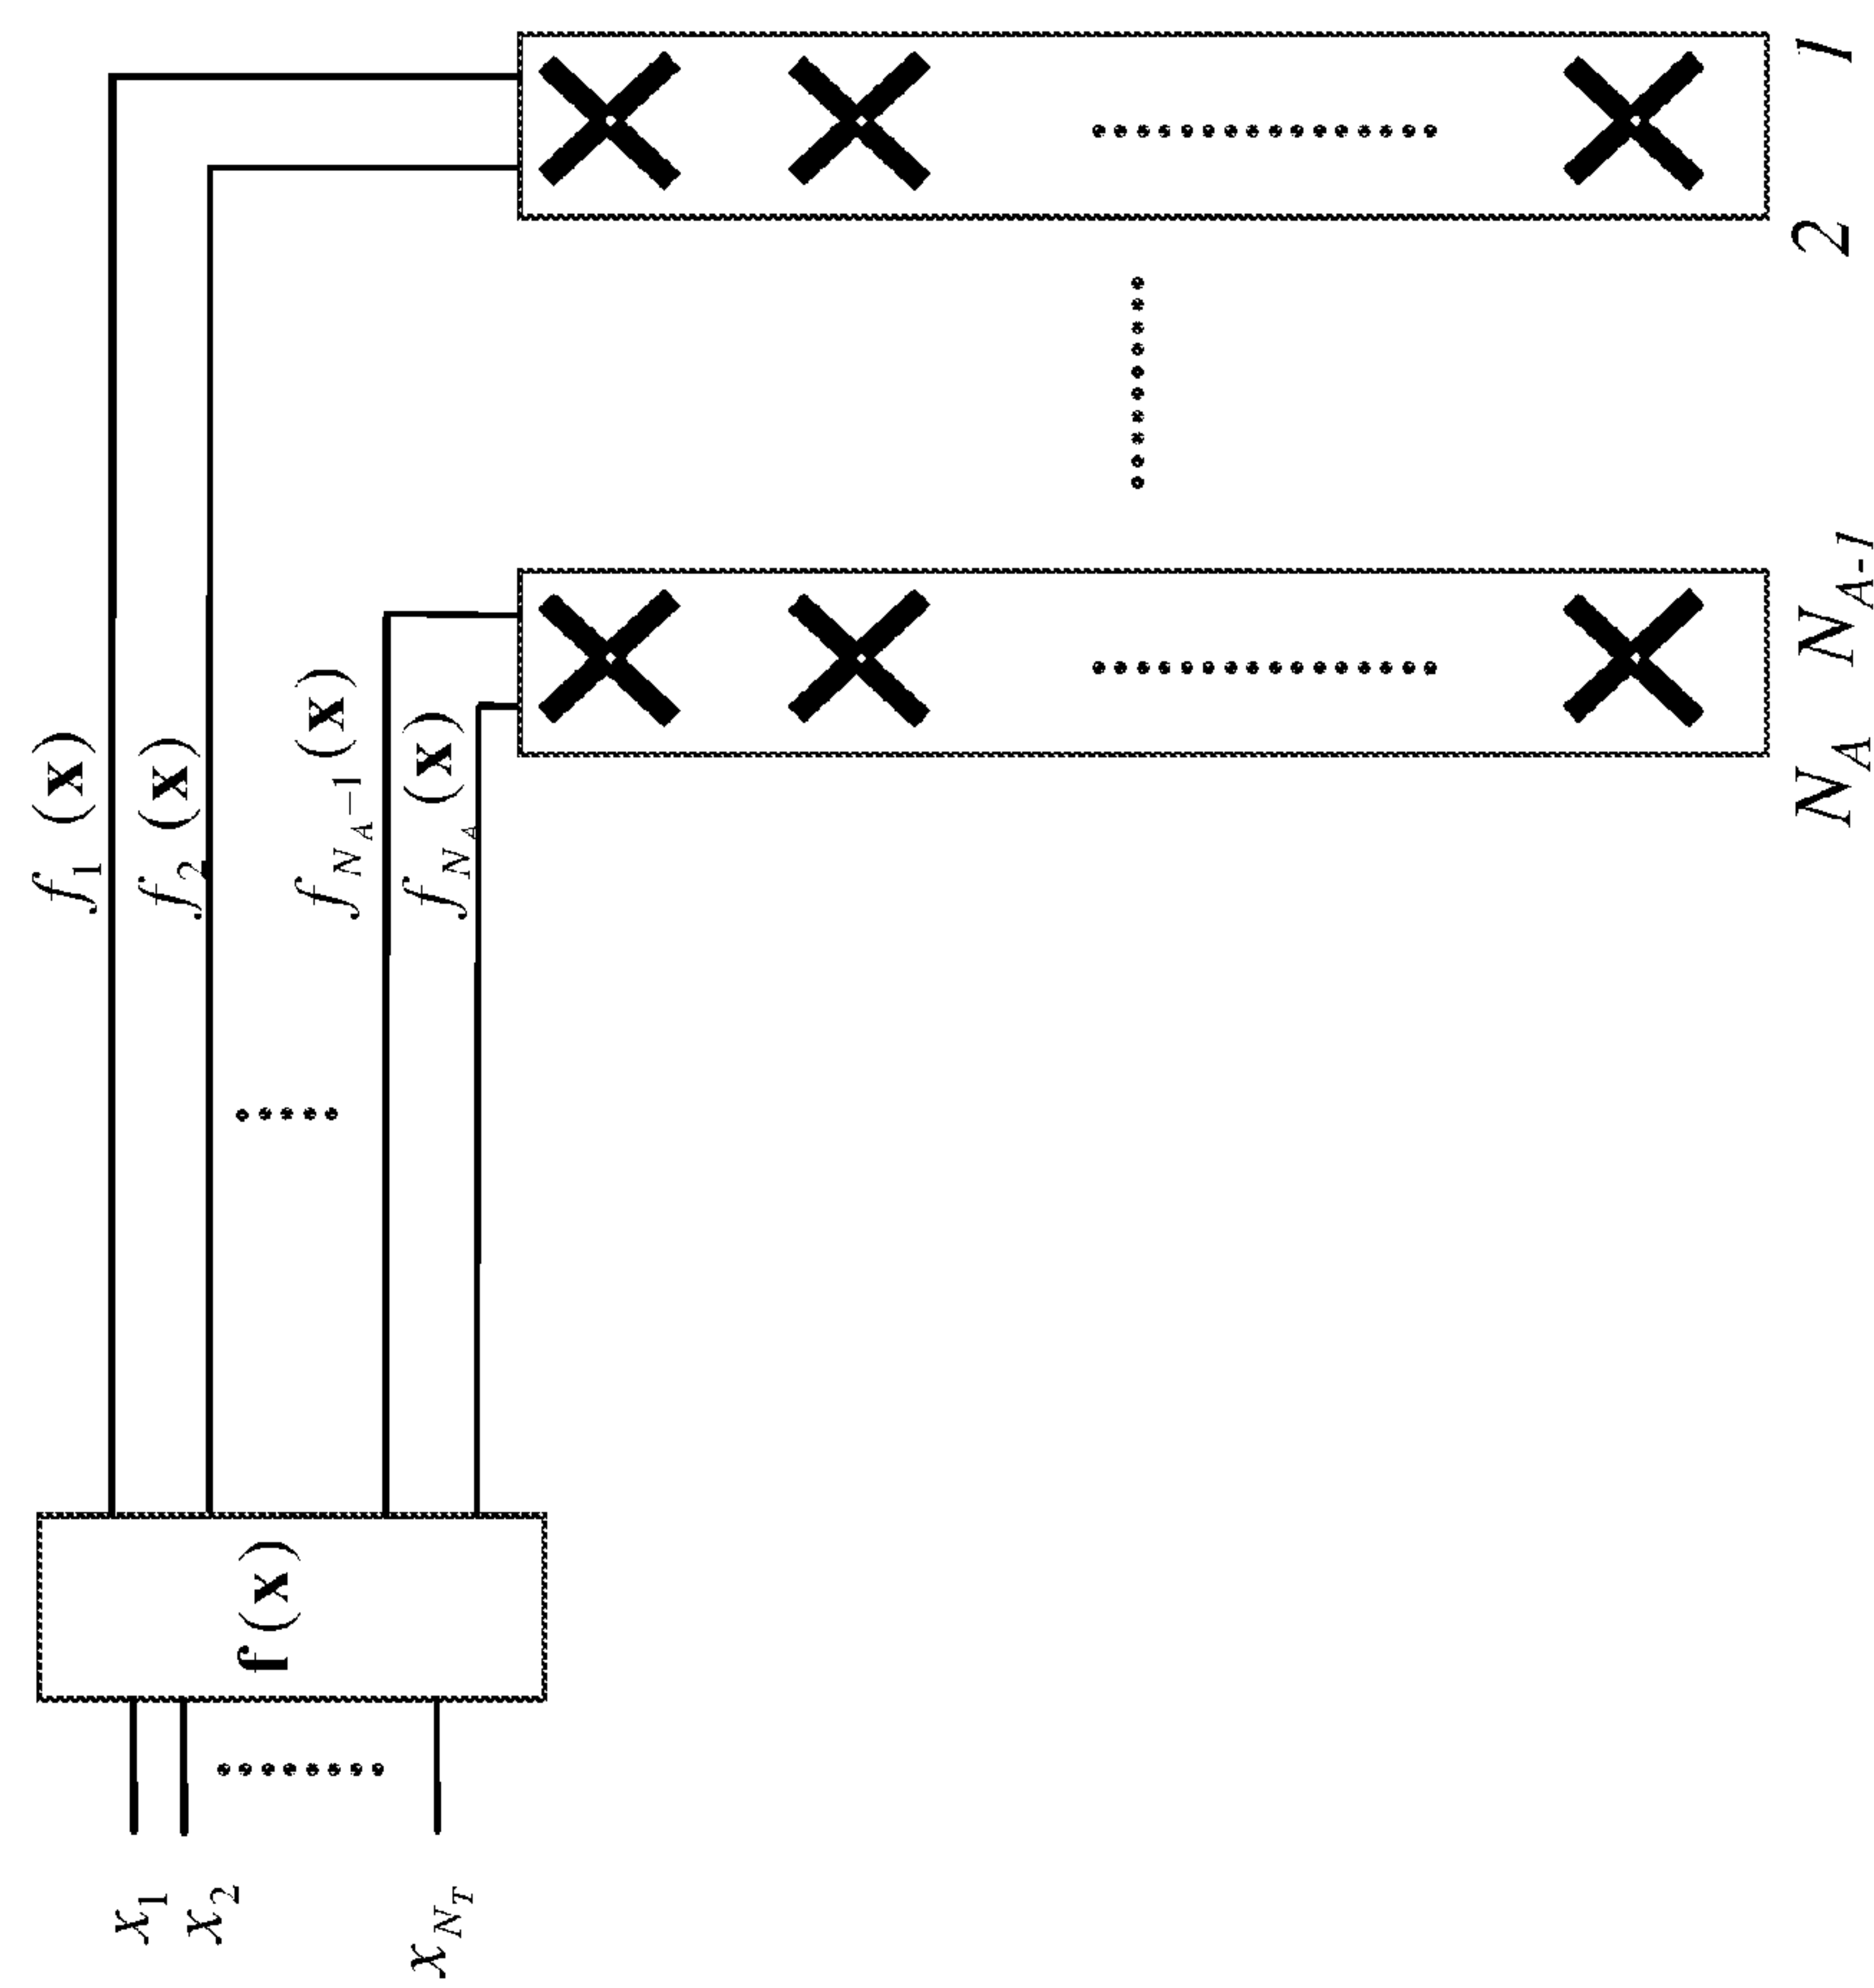 x₁
x₂
x_{N_T}
f(x)
f₁(x)
f₂(x)
f_{N_A−1}(x)
f_{N_A}(x)
1
2
N_{A-1}
N_A